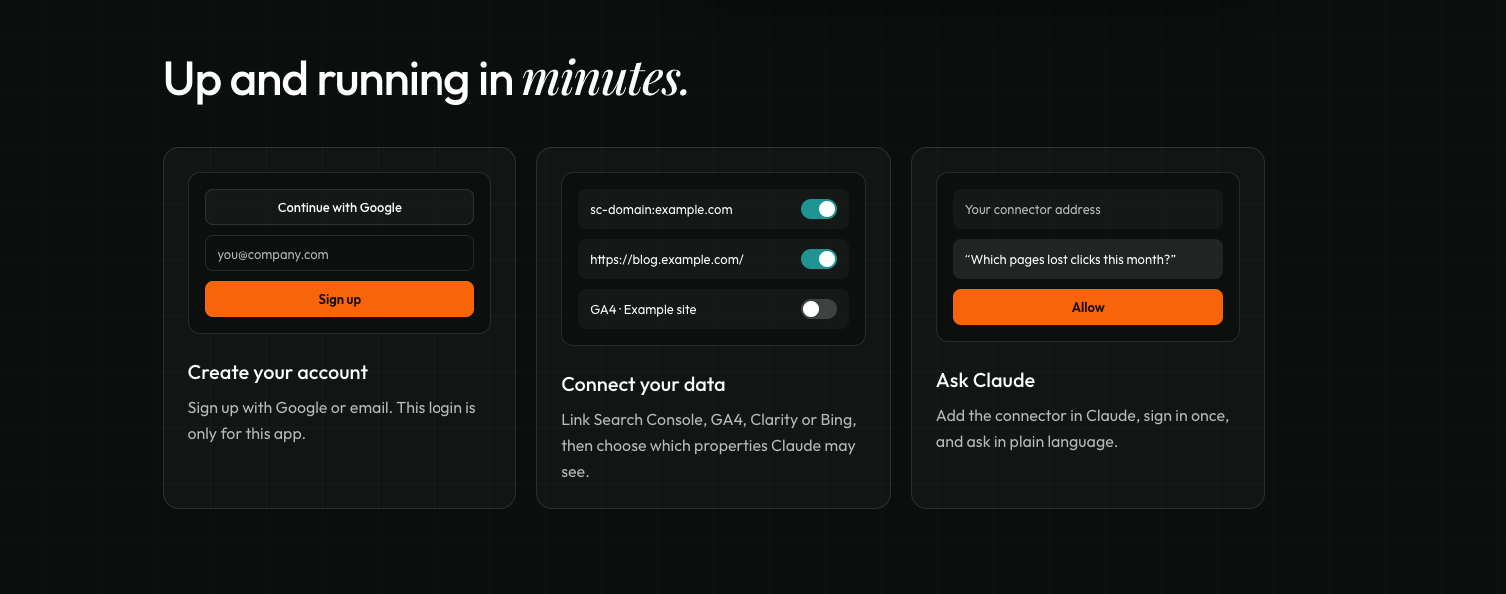 Up and running in minutes.
Continue with Google
you@company.com
Sign up
Create your account
Sign up with Google or email. This login is
only for this app.
sc-domain:example.com
https://blog.example.com/
GA4 · Example site
Connect your data
Link Search Console, GA4, Clarity or Bing,
then choose which properties Claude may
see.
Your connector address
“Which pages lost clicks this month?”
Allow
Ask Claude
Add the connector in Claude, sign in once,
and ask in plain language.